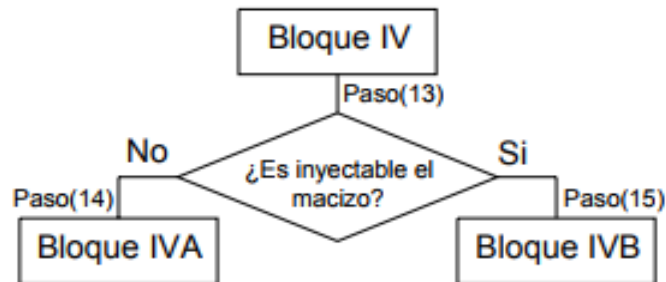 Bloque IV
Paso(13)
No
¿Es inyectable el
macizo?
Si
Paso(14)
Paso(15)
Bloque IVA
Bloque IVB